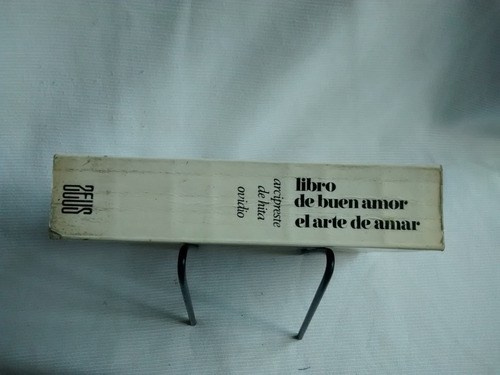 libro
de buen amor
el arte de amar
arcipreste
de hita
ovidio
ZEUS